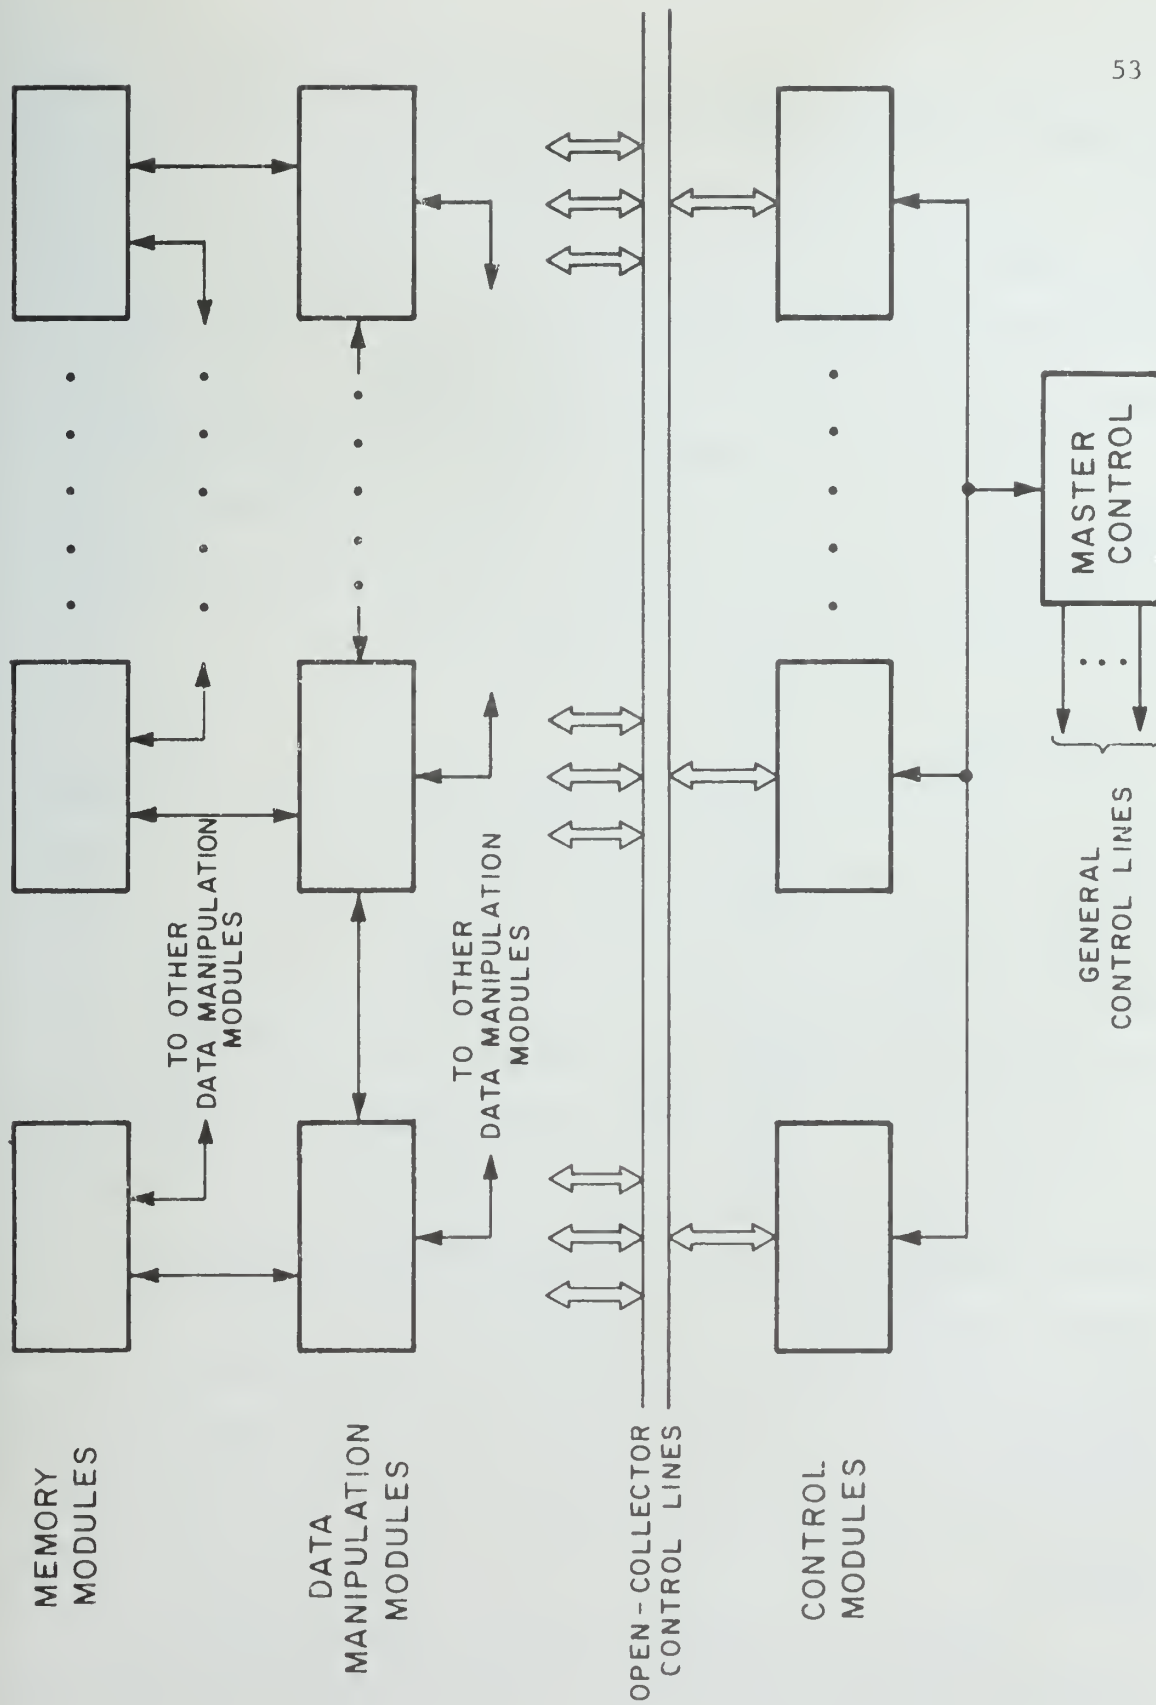 53
MEMORY
MODULES
TO OTHER
DATA MANIPULATION
MODULES
DATA
MANIPULATION
MODULES
TO OTHER
DATA MANIPULATION
MODULES
OPEN-COLLECTOR
CONTROL LINES
CONTROL
MODULES
MASTER
CONTROL
GENERAL
CONTROL LINES